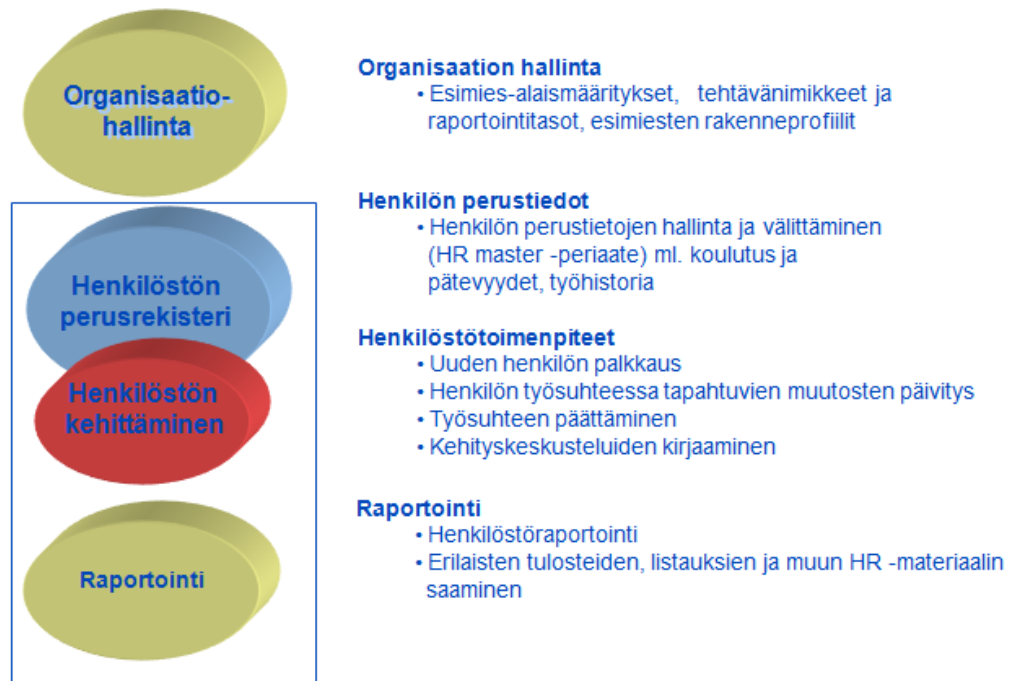 Organisaatio-
hallinta
Organisaation hallinta
• Esimies-alaismääritykset, tehtävänimikkeet ja
raportointitasot, esimiesten rakenneprofiilit
Henkilöstön
perusrekisteri
Henkilön perustiedot
• Henkilön perustietojen hallinta ja välittäminen
(HR master -periaate) ml. koulutus ja
pätevyydet, työhistoria
Henkilöstön
kehittäminen
Henkilöstötoimenpiteet
• Uuden henkilön palkkaus
• Henkilön työsuhteessa tapahtuvien muutosten päivitys
• Työsuhteen päättäminen
• Kehityskeskusteluiden kirjaaminen
Raportointi
Raportointi
• Henkilöstöraportointi
• Erilaisten tulosteiden, listauksien ja muun HR -materiaalin
saaminen